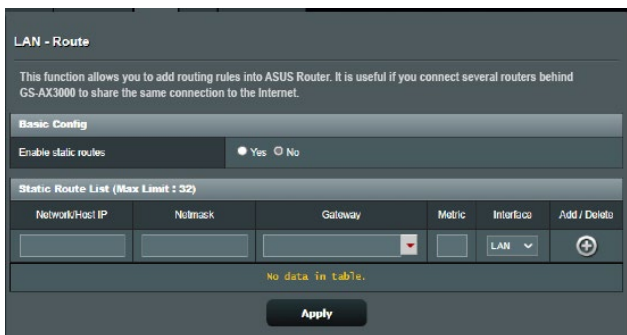 LAN - Route
This function allows you to add routing rules into ASUS Router. It is useful if you connect several routers behind
GS-AX3000 to share the same connection to the Internet.
Basic Config
Enable static routes Yes No
Static Route List (Max Limit : 32)
Network/Host IP Netmask Gateway Metric Interface Add / Delete
LAN
No data in table.
Apply